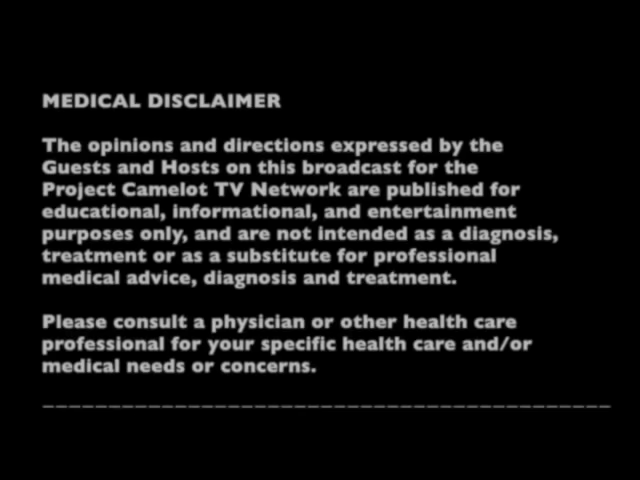 MEDICAL DISCLAIMER
The opinions and directions expressed by the
Guests and Hosts on this broadcast for the
Project Camelot TV Network are published for
educational, informational, and entertainment
purposes only, and are not intended as a diagnosis,
treatment or as a substitute for professional
medical advice, diagnosis and treatment.
Please consult a physician or other health care
professional for your specific health care and/or
medical needs or concerns.